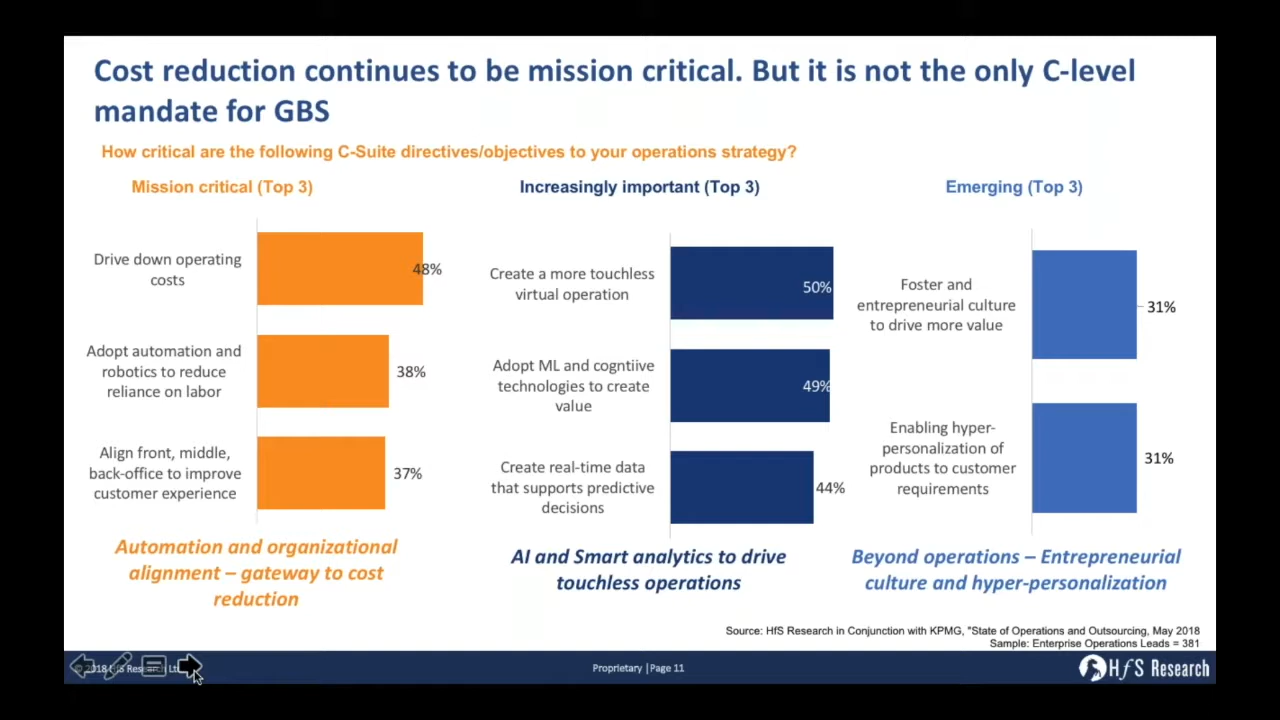 Cost reduction continues to be mission critical. But it is not the only C-level
mandate for GBS
How critical are the following C-Suite directives/objectives to your operations strategy?
Mission critical (Top 3)
Drive down operating
costs
48%
Adopt automation and
robotics to reduce
reliance on labor
38%
Align front, middle,
back-office to improve
customer experience
37%
Automation and organizational
alignment – gateway to cost
reduction
Increasingly important (Top 3)
Create a more touchless
virtual operation
50%
Adopt ML and cogntiive
technologies to create
value
49%
Create real-time data
that supports predictive
decisions
44%
AI and Smart analytics to drive
touchless operations
Emerging (Top 3)
Foster and
entrepreneurial culture
to drive more value
31%
Enabling hyper-
personalization of
products to customer
requirements
31%
Beyond operations – Entrepreneurial
culture and hyper-personalization
Source: HfS Research in Conjunction with KPMG, "State of Operations and Outsourcing, May 2018
Sample: Enterprise Operations Leads = 381
2018 HfS Research
Proprietary | Page 11
HfS Research